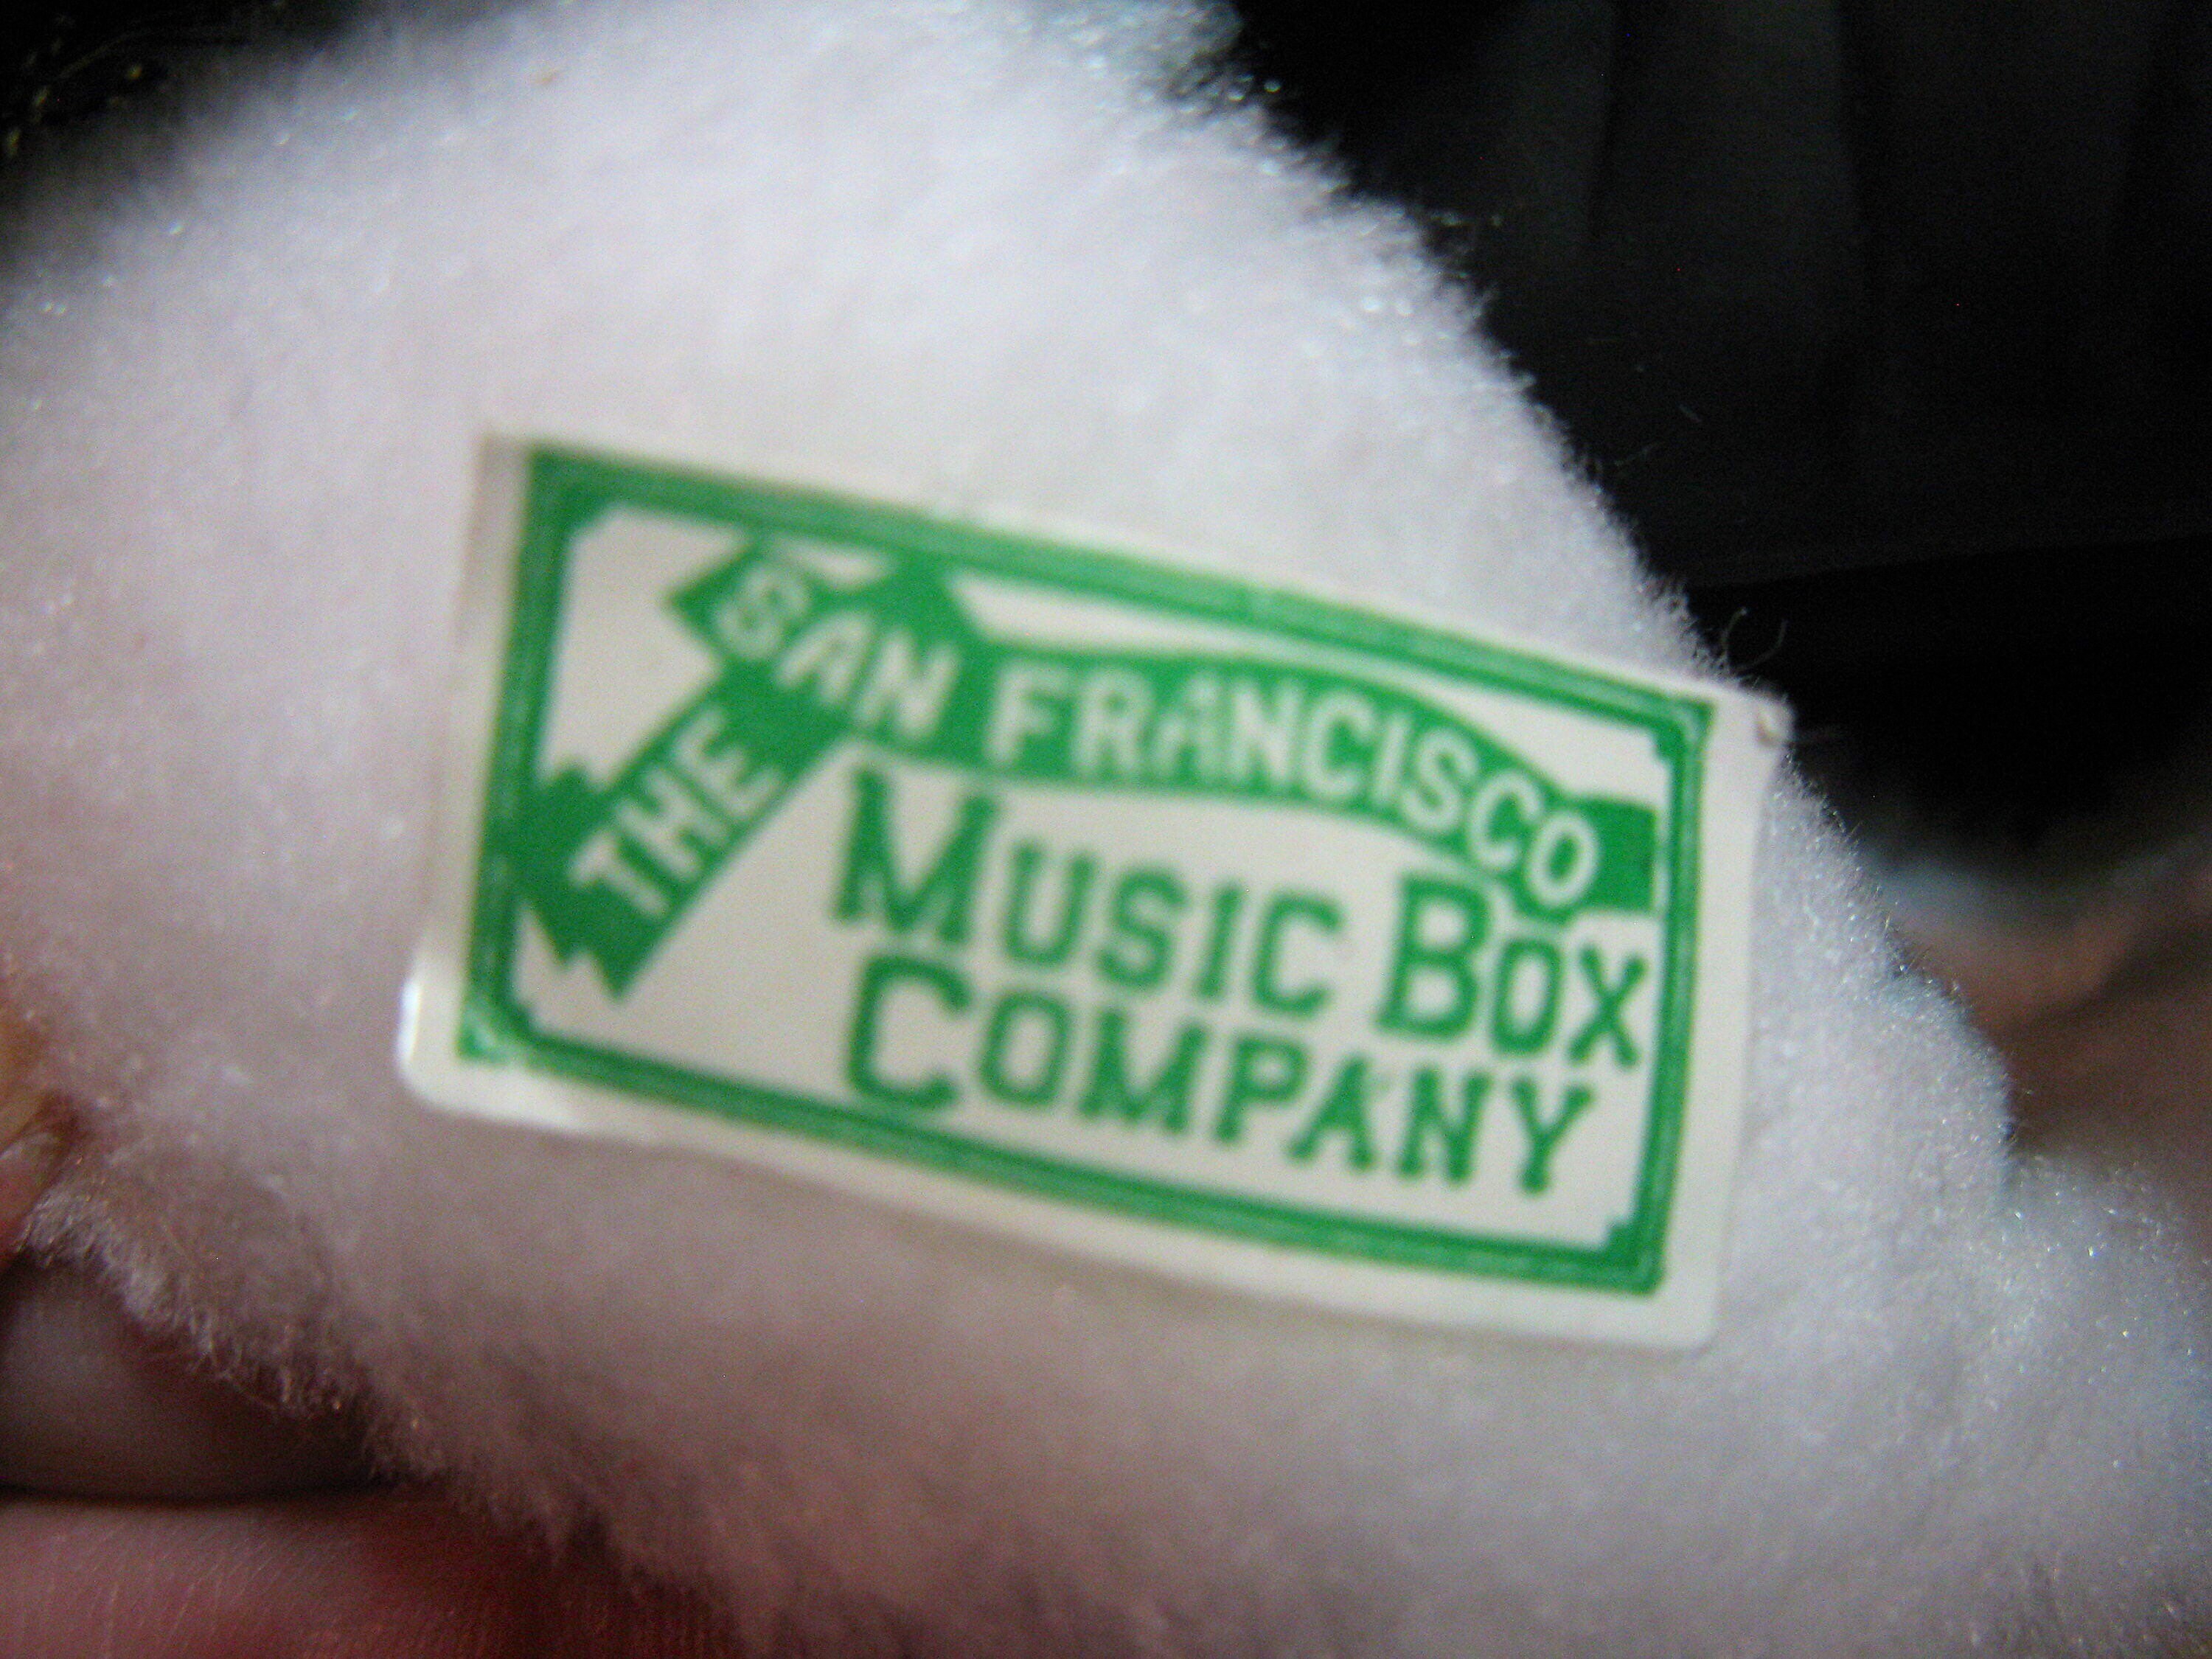 THE
SAN FRANCISCO
MUSIC BOX
COMPANY